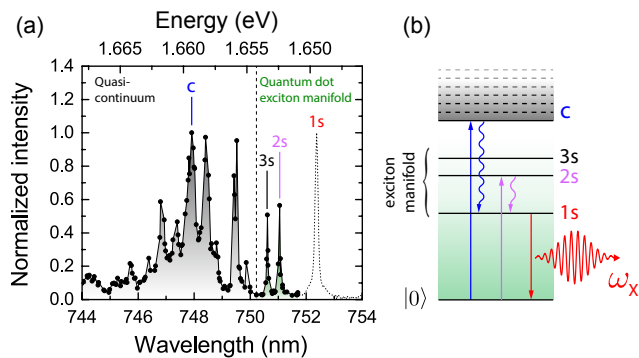 (a)
Energy (eV)
1.665 1.660 1.655 1.650
Normalized intensity
1.4
1.2
1.0
0.8
0.6
0.4
0.2
0.0
Quasi-
continuum
Quantum dot
exciton manifold
c
3s
2s
1s
744 746 748 750 752 754
Wavelength (nm)
(b)
c
3s
2s
1s
exciton
manifold
|0⟩
ωX